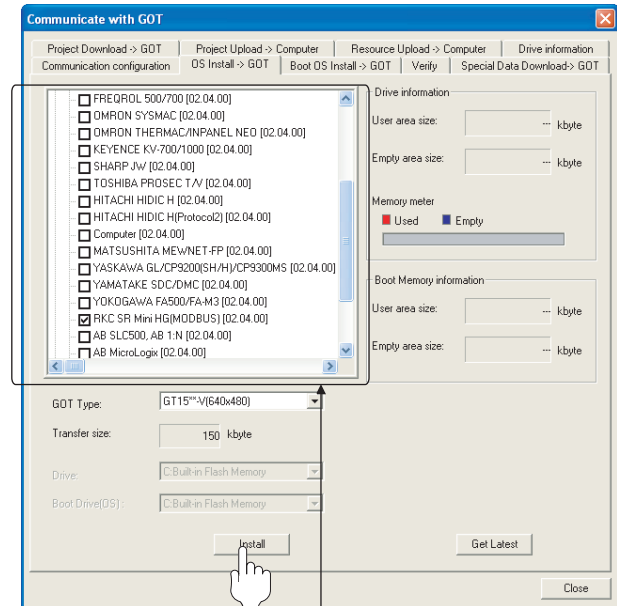 Communicate with GOT
Project Download -> GOT Project Upload -> Computer Resource Upload -> Computer Drive information
Communication configuration OS Install -> GOT Boot OS Install -> GOT Verify Special Data Download-> GOT
FREQROL 500/700 [02.04.00]
OMRON SYSMAC [02.04.00]
OMRON THERMAC/INPANEL NEO [02.04.00]
KEYENCE KV-700/1000 [02.04.00]
SHARP JW [02.04.00]
TOSHIBA PROSEC T/V [02.04.00]
HITACHI HIDIC H [02.04.00]
HITACHI HIDIC H(Protocol2) [02.04.00]
Computer [02.04.00]
MATSUSHITA MEWNET-FP [02.04.00]
YASKAWA GL/CP9200(SH/H)/CP9300MS [02.04.00]
YAMATAKE SDC/DMC [02.04.00]
YOKOGAWA FA500/FA-M3 [02.04.00]
RKC SR Mini HG(MODBUS) [02.04.00]
AB SLC500, AB 1:N [02.04.00]
AB MicroLogix [02.04.00]
Drive information
User area size: --- kbyte
Empty area size: --- kbyte
Memory meter
Used Empty
Boot Memory information
User area size: --- kbyte
Empty area size: --- kbyte
GOT Type: GT15**-V(640x480)
Transfer size: 150 kbyte
Drive: C:Built-in Flash Memory
Boot Drive(OS) : C:Built-in Flash Memory
Install Get Latest
Close